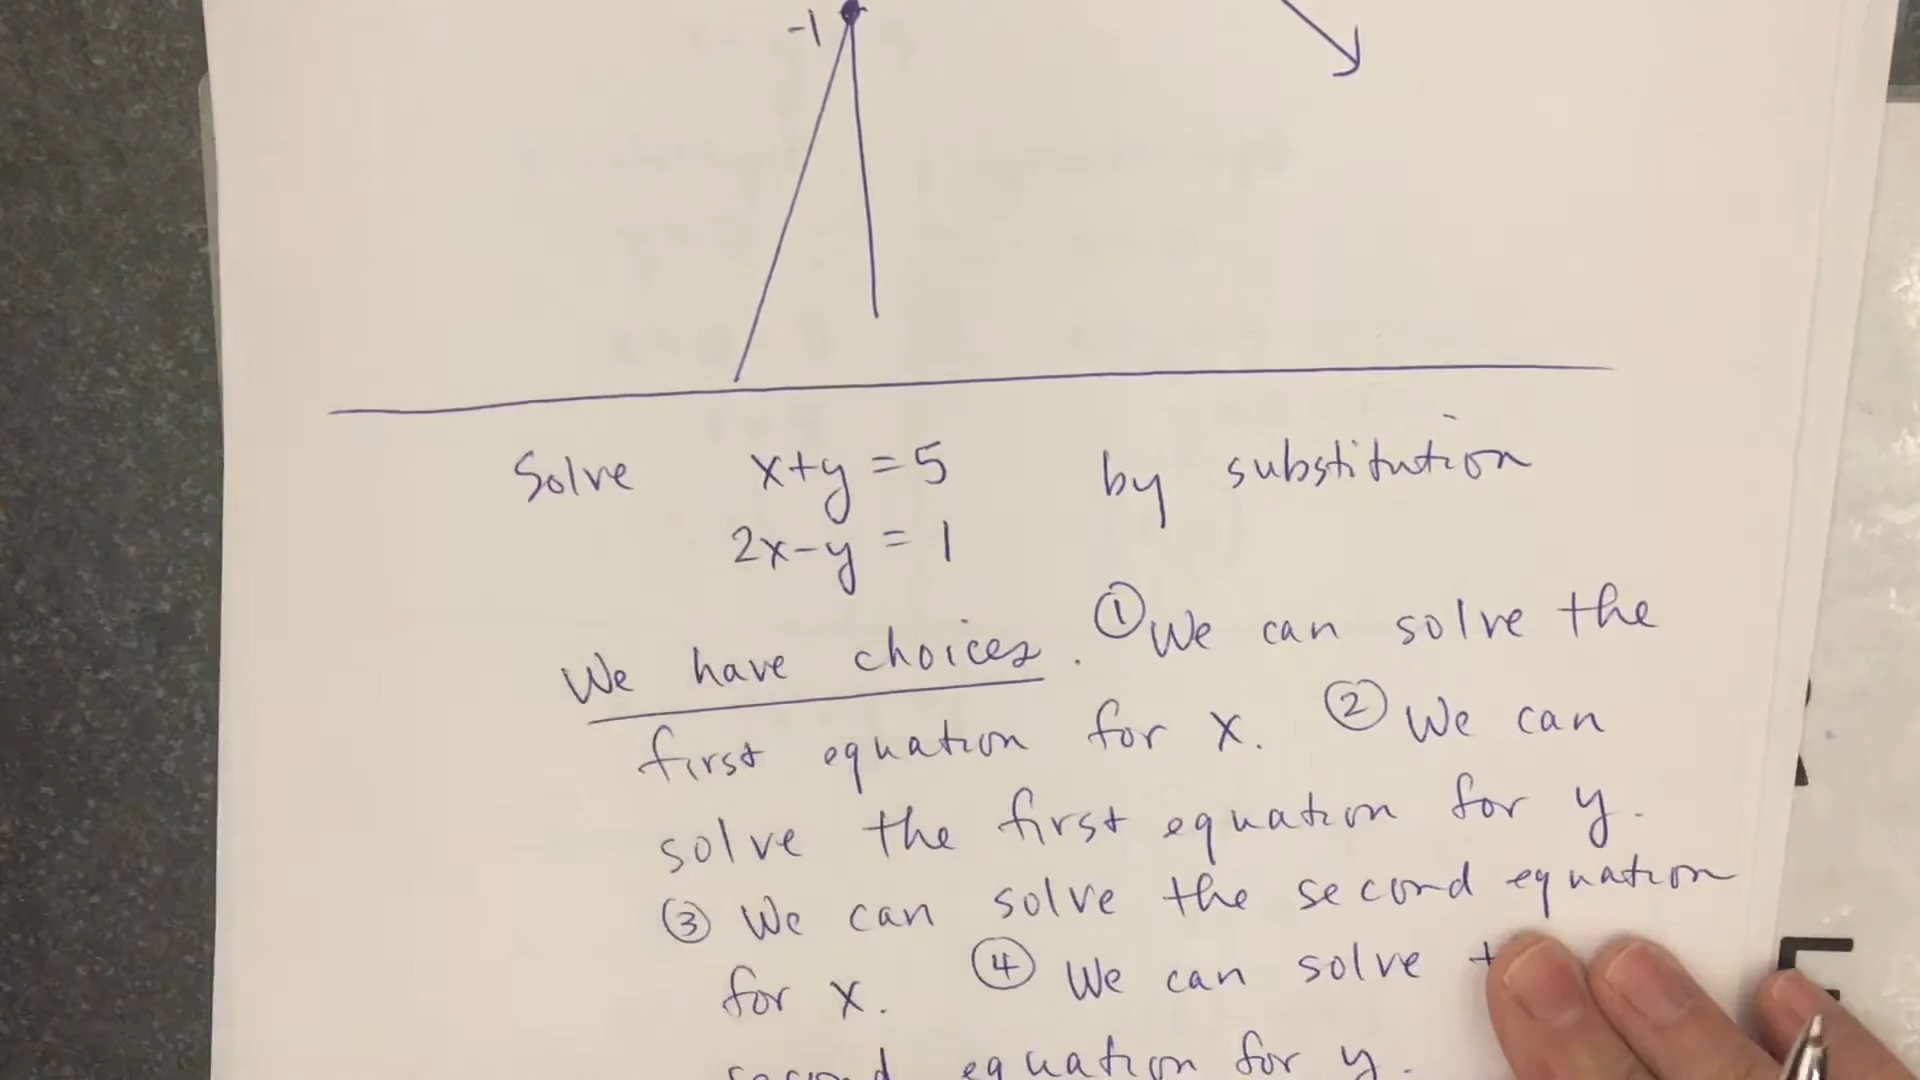 -1
Solve x+y = 5 by substitution
2x-y = 1
We have choices. ① We can solve the
first equation for x. ② We can
solve the first equation for y.
③ We can solve the second equation
for x. ④ We can solve
second equation for y.